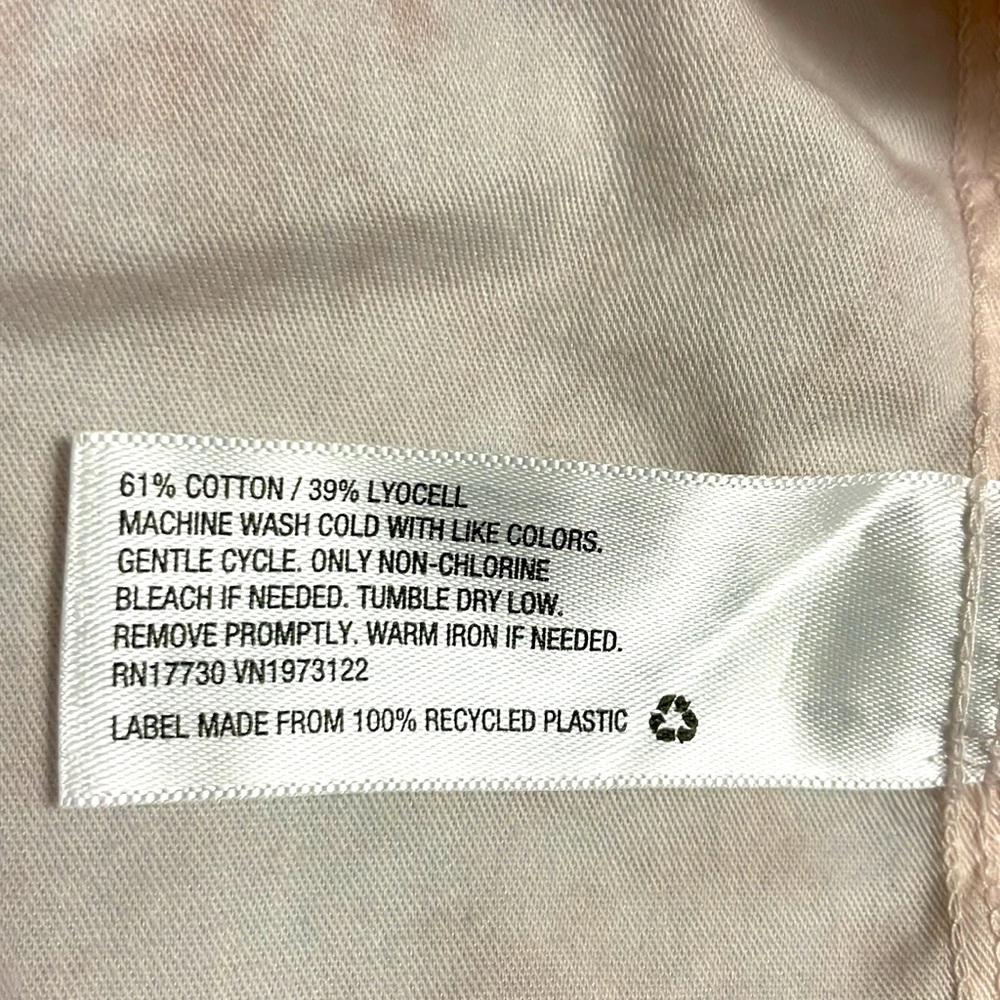 61% COTTON / 39% LYOCELL
MACHINE WASH COLD WITH LIKE COLORS.
GENTLE CYCLE. ONLY NON-CHLORINE
BLEACH IF NEEDED. TUMBLE DRY LOW.
REMOVE PROMPTLY. WARM IRON IF NEEDED.
RN17730 VN1973122
LABEL MADE FROM 100% RECYCLED PLASTIC